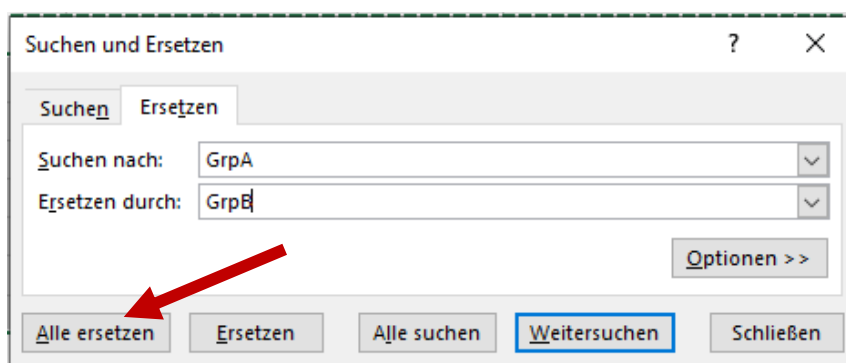 Suchen und Ersetzen ?
Suchen Ersetzen
Suchen nach: GrpA
Ersetzen durch: GrpB
Optionen >>
Alle ersetzen Ersetzen Alle suchen Weitersuchen Schließen